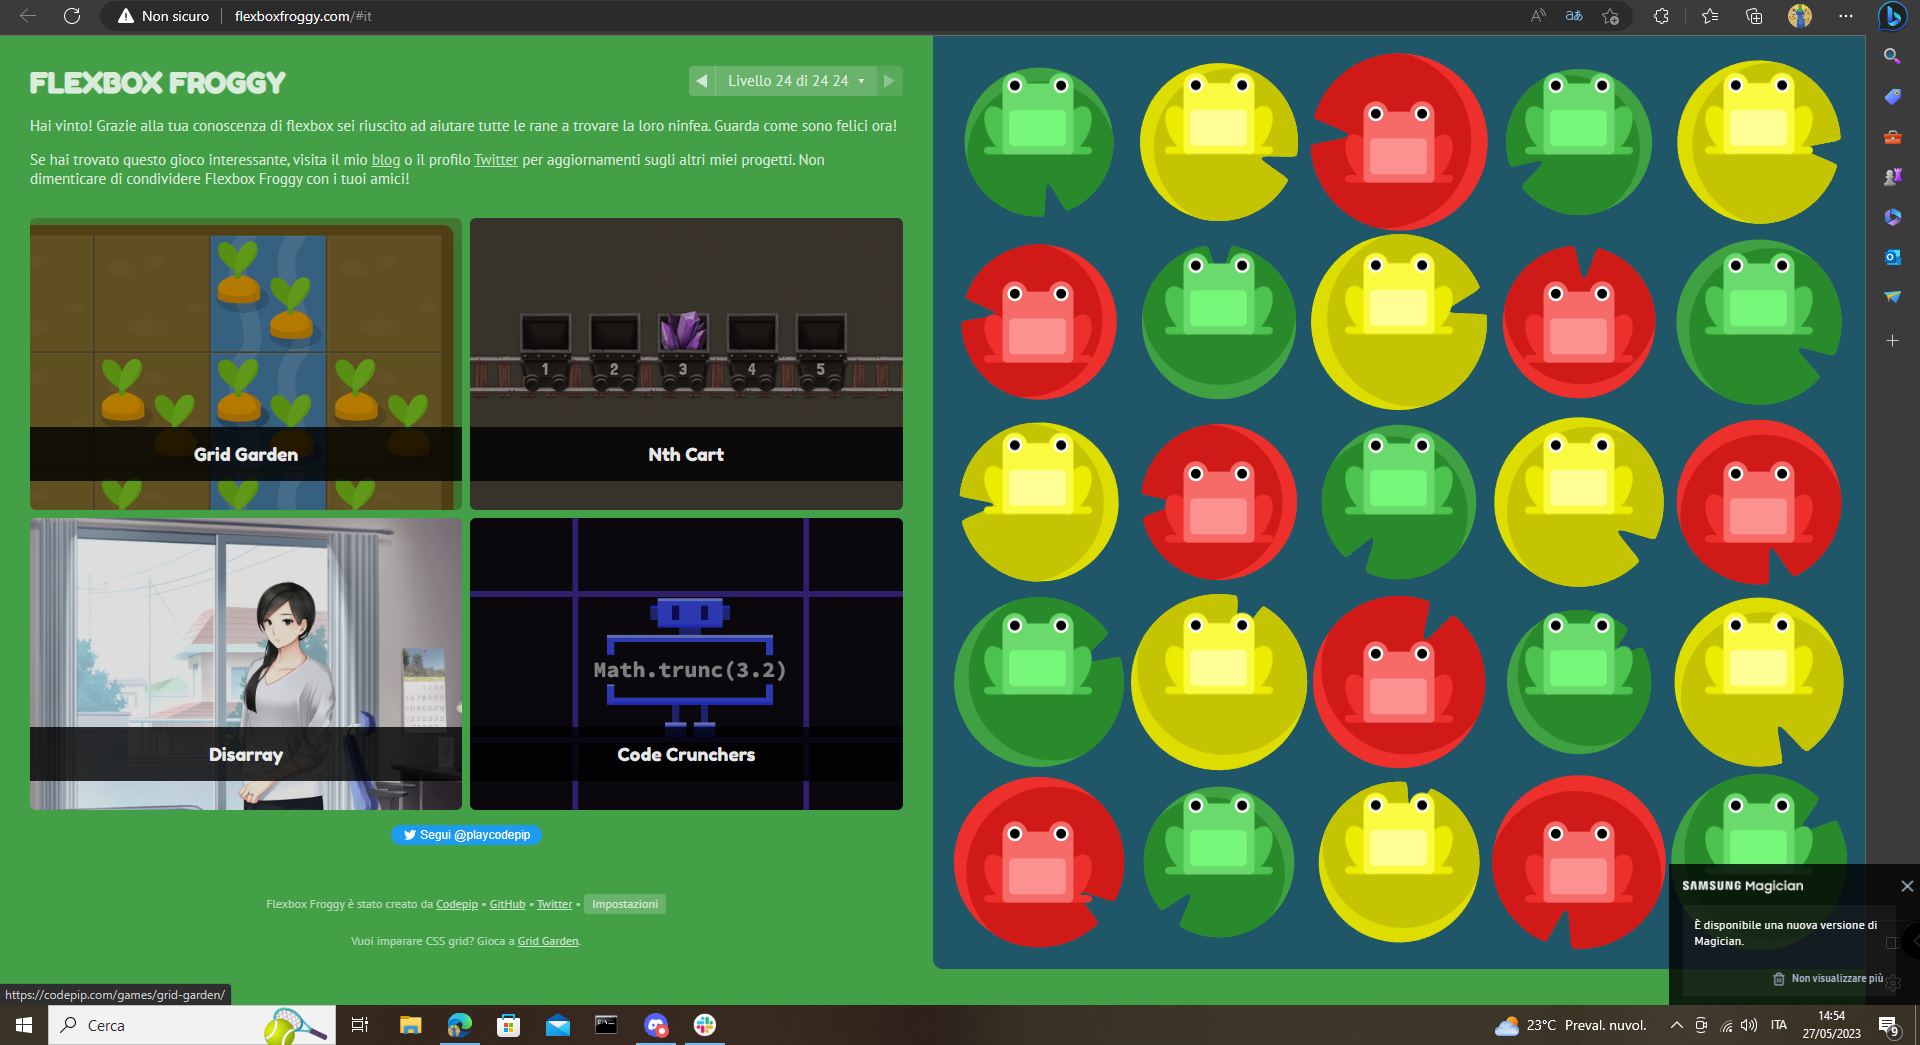 Non sicuro
flexboxfroggy.com/#it
FLEXBOX FROGGY
Livello 24 di 24 24
Hai vinto! Grazie alla tua conoscenza di flexbox sei riuscito ad aiutare tutte le rane a trovare la loro ninfea. Guarda come sono felici ora!
Se hai trovato questo gioco interessante, visita il mio blog o il profilo Twitter per aggiornamenti sugli altri miei progetti. Non
dimenticare di condividere Flexbox Froggy con i tuoi amici!
1 2 3 4 5
Grid Garden
Nth Cart
Math.trunc(3.2)
Disarray
Code Crunchers
Segui @playcodepip
Flexbox Froggy è stato creato da Codepip • GitHub • Twitter • Impostazioni
Vuoi imparare CSS grid? Gioca a Grid Garden.
SAMSUNG Magician
È disponibile una nuova versione di
Magician.
Non visualizzare più
https://codepip.com/games/grid-garden/
Cerca
23°C Preval. nuvol.
ITA
14:54
27/05/2023
9